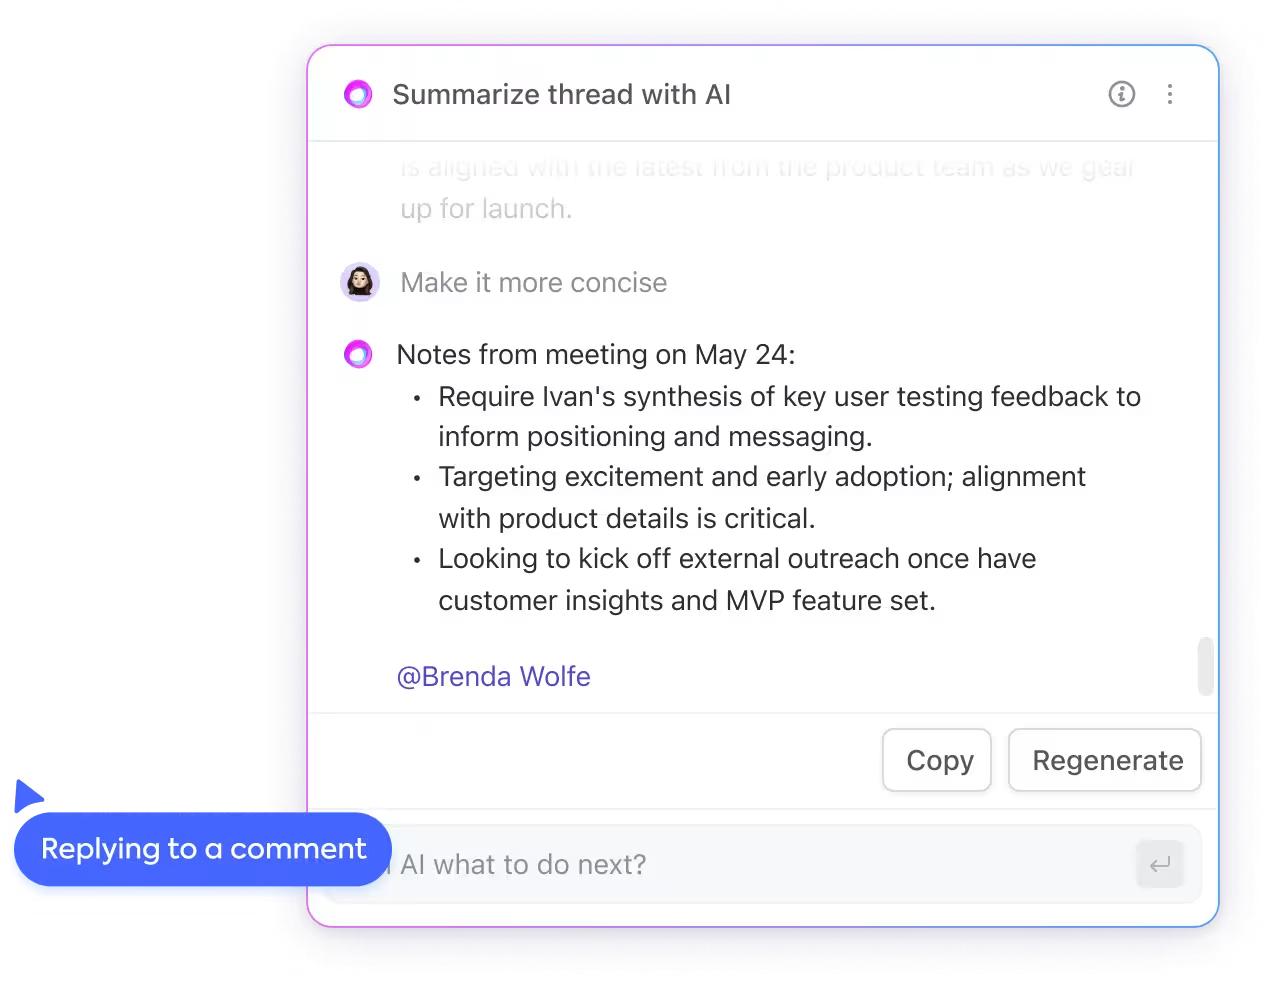 Summarize thread with AI
is aligned with the latest from the product team as we gear
up for launch.
Make it more concise
Notes from meeting on May 24:
• Require Ivan's synthesis of key user testing feedback to
inform positioning and messaging.
• Targeting excitement and early adoption; alignment
with product details is critical.
• Looking to kick off external outreach once have
customer insights and MVP feature set.
@Brenda Wolfe
Copy
Regenerate
Replying to a comment
AI what to do next?